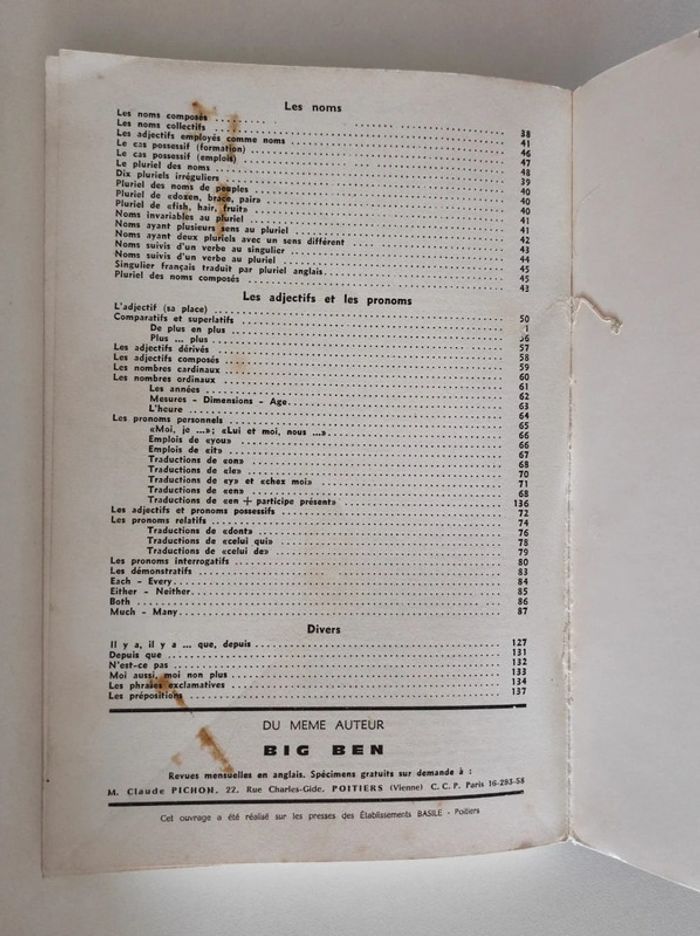 Les noms
Les noms composés 38
Les noms collectifs 41
Les adjectifs employés comme noms 46
Le cas possessif (formation) 47
Le cas possessif (emplois) 48
Le pluriel des noms 39
Dix pluriels irréguliers 40
Pluriel des noms de peuples 40
Pluriel de «dozen, brace, pair» 40
Pluriel de «fish, hair, fruit» 41
Noms invariables au pluriel 41
Noms ayant plusieurs sens au pluriel 42
Noms ayant deux pluriels avec un sens différent 43
Noms suivis d'un verbe au singulier 44
Noms suivis d'un verbe au pluriel 45
Singulier français traduit par pluriel anglais 45
Pluriel des noms composés 43
Les adjectifs et les pronoms
L'adjectif (sa place) 50
Comparatifs et superlatifs 1
De plus en plus 56
Plus ... plus 57
Les adjectifs dérivés 58
Les adjectifs composés 59
Les nombres cardinaux 60
Les nombres ordinaux 61
Les années 62
Mesures - Dimensions - Age 63
L'heure 64
Les pronoms personnels 65
«Moi, je ...»; «Lui et moi, nous ...» 66
Emplois de «you» 66
Emplois de «it» 67
Traductions de «on» 68
Traductions de «le» 70
Traductions de «y» et «chez moi» 71
Traductions de «en» 68
Traductions de «en + participe présent» 136
Les adjectifs et pronoms possessifs 72
Les pronoms relatifs 74
Traductions de «dont» 76
Traductions de «celui qui» 78
Traductions de «celui de» 79
Les pronoms interrogatifs 80
Les démonstratifs 83
Each - Every 84
Either - Neither 85
Both 86
Much - Many 87
Divers
Il y a, il y a ... que, depuis 127
Depuis que 131
N'est-ce pas 132
Moi aussi, moi non plus 133
Les phrases exclamatives 134
Les prépositions 137
DU MEME AUTEUR
BIG BEN
Revues mensuelles en anglais. Spécimens gratuits sur demande à :
M. Claude PICHON, 22, Rue Charles-Gide, POITIERS (Vienne) C. C. P. Paris 16-293-58
Cet ouvrage a été réalisé sur les presses des Établissements BASILE - Poitiers